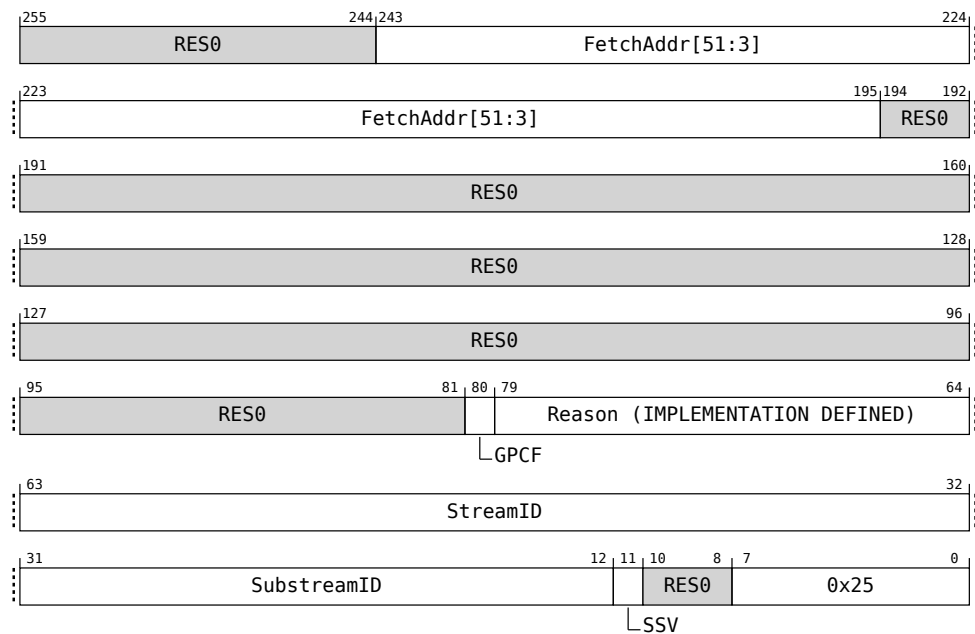 255 244 243 224
RES0 FetchAddr[51:3]
223 195 194 192
FetchAddr[51:3] RES0
191 160
RES0
159 128
RES0
127 96
RES0
95 81 80 79 64
RES0 Reason (IMPLEMENTATION DEFINED)
GPCF
63 32
StreamID
31 12 11 10 8 7 0
SubstreamID RES0 0x25
SSV